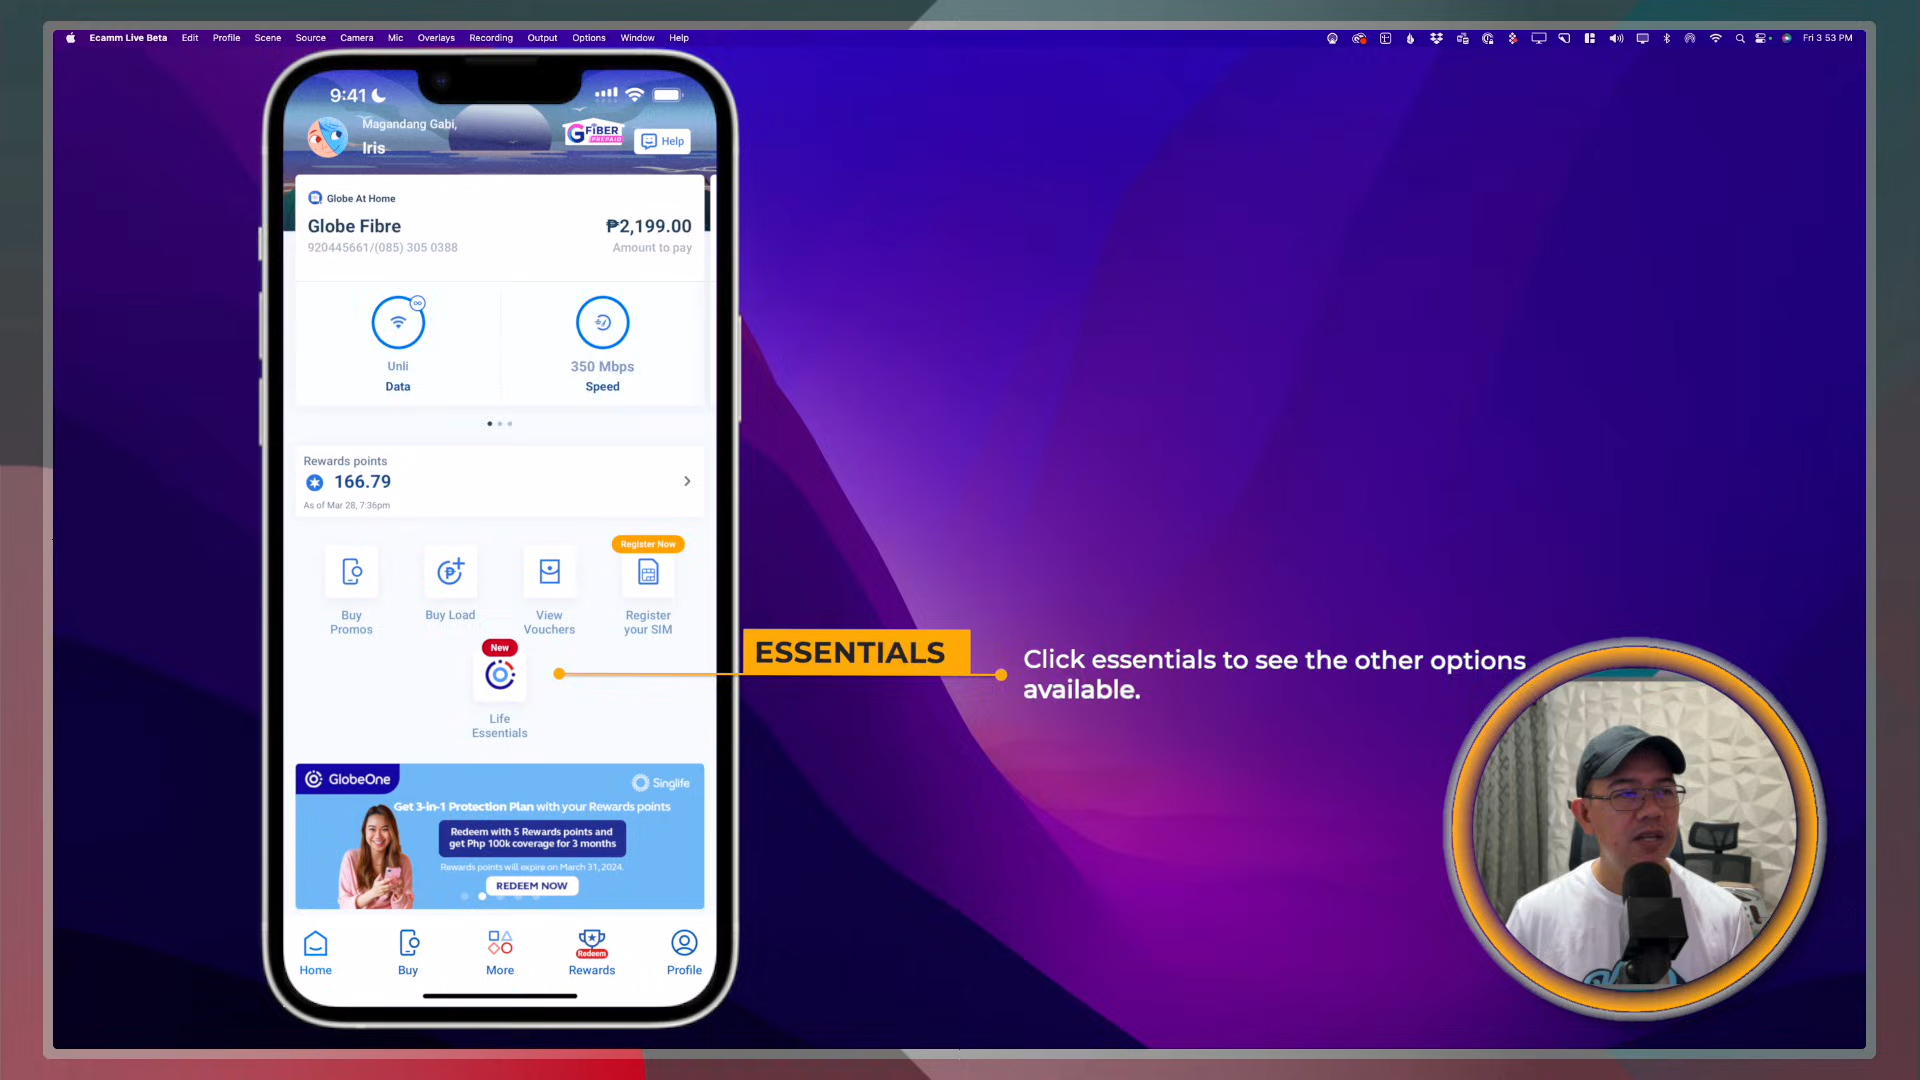 Ecamm Live Beta Edit Profile Scene Source Camera Mic Overlays Recording Output Options Window Help
Fri 3 53 PM
9:41
Magandang Gabi,
Iris
GFiBER
PREPAID
Help
Globe At Home
Globe Fibre
₱2,199.00
920445661/(085) 305 0388
Amount to pay
Unli
Data
350 Mbps
Speed
Rewards points
166.79
As of Mar 28, 7:36pm
Register Now
Buy
Promos
Buy Load
View
Vouchers
Register
your SIM
New
Life
Essentials
ESSENTIALS
Click essentials to see the other options
available.
GlobeOne
Singlife
Get 3-in-1 Protection Plan with your Rewards points
Redeem with 5 Rewards points and
get Php 100k coverage for 3 months
Rewards points will expire on March 31, 2024.
REDEEM NOW
Home
Buy
More
Redeem
Rewards
Profile